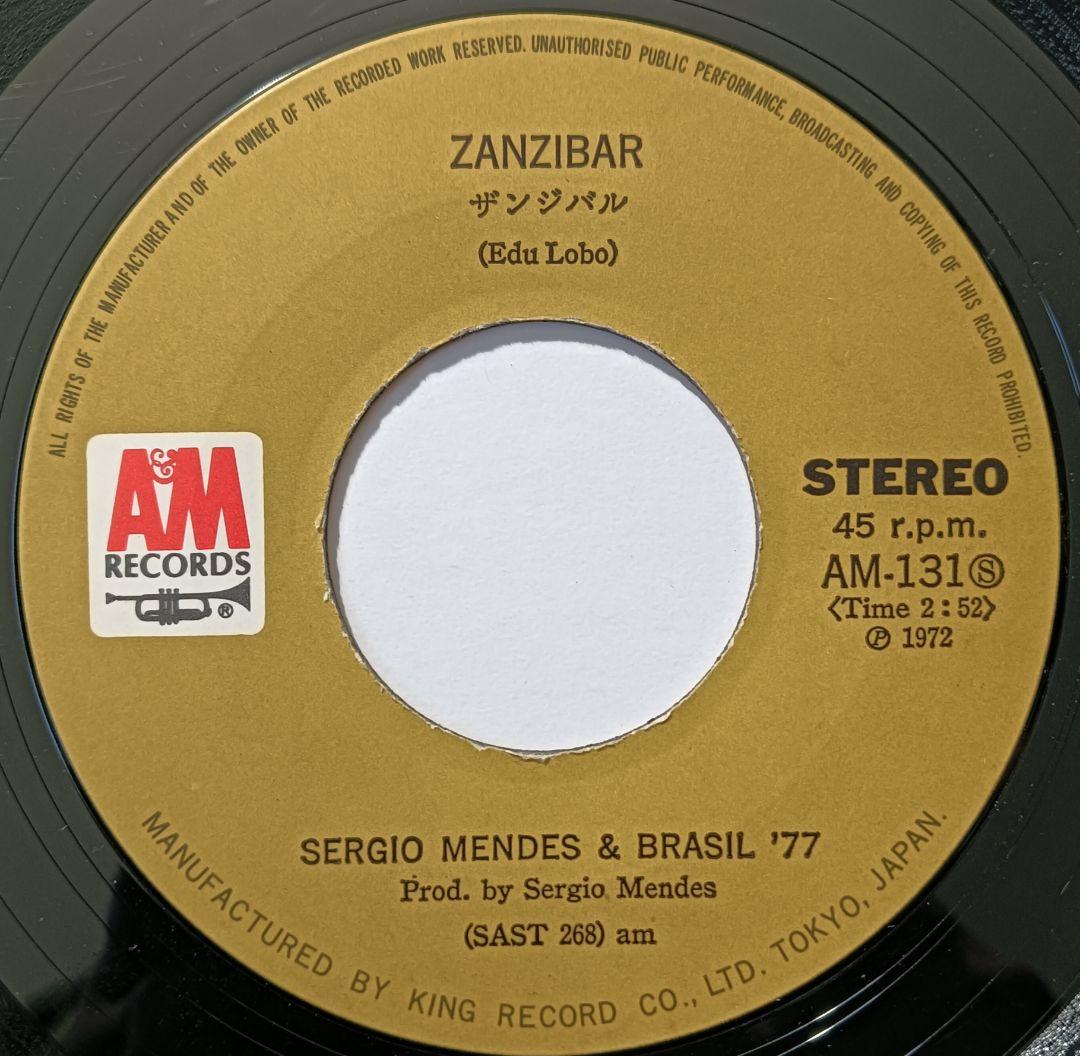 ALL RIGHTS OF THE MANUFACTURER AND OF THE OWNER OF THE RECORDED WORK RESERVED. UNAUTHORISED PUBLIC PERFORMANCE, BROADCASTING AND COPYING OF THIS RECORD PROHIBITED.
ZANZIBAR
ザンジバル
(Edu Lobo)
A&M
RECORDS
®
STEREO
45 r.p.m.
AM-131Ⓢ
〈Time 2:52〉
℗ 1972
SERGIO MENDES & BRASIL '77
Prod. by Sergio Mendes
(SAST 268) am
MANUFACTURED BY KING RECORD CO., LTD. TOKYO, JAPAN.